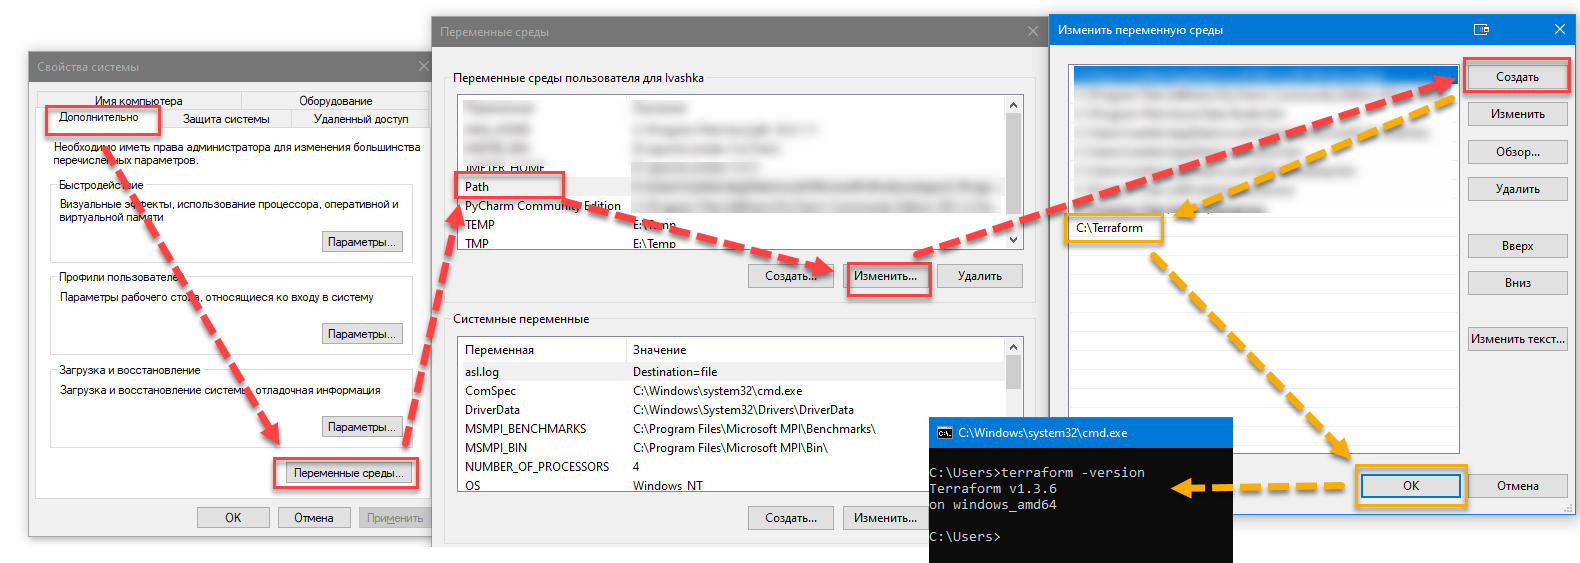 Свойства системы
Имя компьютера
Оборудование
Дополнительно
Защита системы
Удаленный доступ
Необходимо иметь права администратора для изменения большинства
перечисленных параметров.
Быстродействие
Визуальные эффекты, использование процессора, оперативной и
виртуальной памяти
Параметры...
Профили пользователей
Параметры рабочего стола, относящиеся ко входу в систему
Параметры...
Загрузка и восстановление
Загрузка и восстановление системы, отладочная информация
Параметры...
Переменные среды...
OK
Отмена
Применить
Переменные среды
Переменные среды пользователя для Ivashka
JMETER_HOME
Path
PyCharm Community Edition
TEMP E:\Temp
TMP E:\Temp
Создать...
Изменить...
Удалить
Системные переменные
Переменная Значение
asl.log Destination=file
ComSpec C:\Windows\system32\cmd.exe
DriverData C:\Windows\System32\Drivers\DriverData
MSMPI_BENCHMARKS C:\Program Files\Microsoft MPI\Benchmarks\
MSMPI_BIN C:\Program Files\Microsoft MPI\Bin\
NUMBER_OF_PROCESSORS 4
OS Windows_NT
Создать...
Изменить...
Изменить переменную среды
C:\Terraform
Создать
Изменить
Обзор...
Удалить
Вверх
Вниз
Изменить текст...
OK
Отмена
C:\Windows\system32\cmd.exe
C:\Users>terraform -version
Terraform v1.3.6
on windows_amd64
C:\Users>